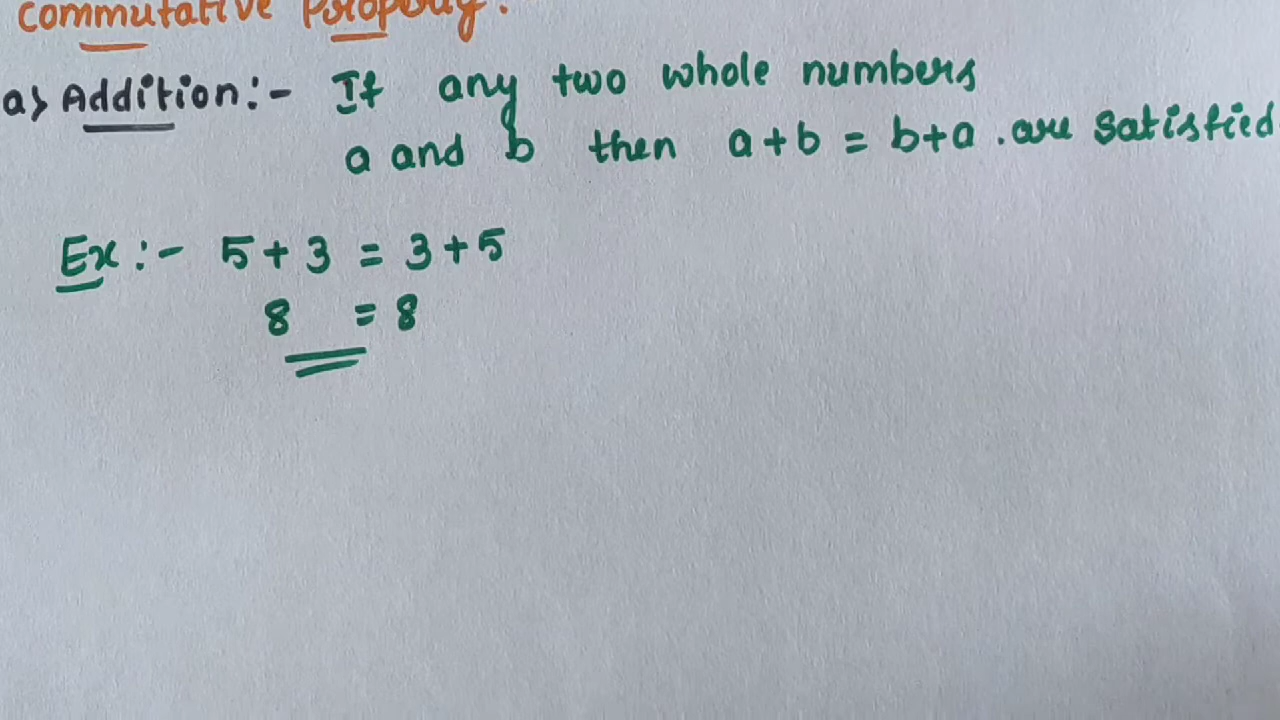 Commutative Property:
a) Addition:- If any two whole numbers
a and b then a+b = b+a . are satisfied
Ex:- 5+3 = 3+5
8 = 8